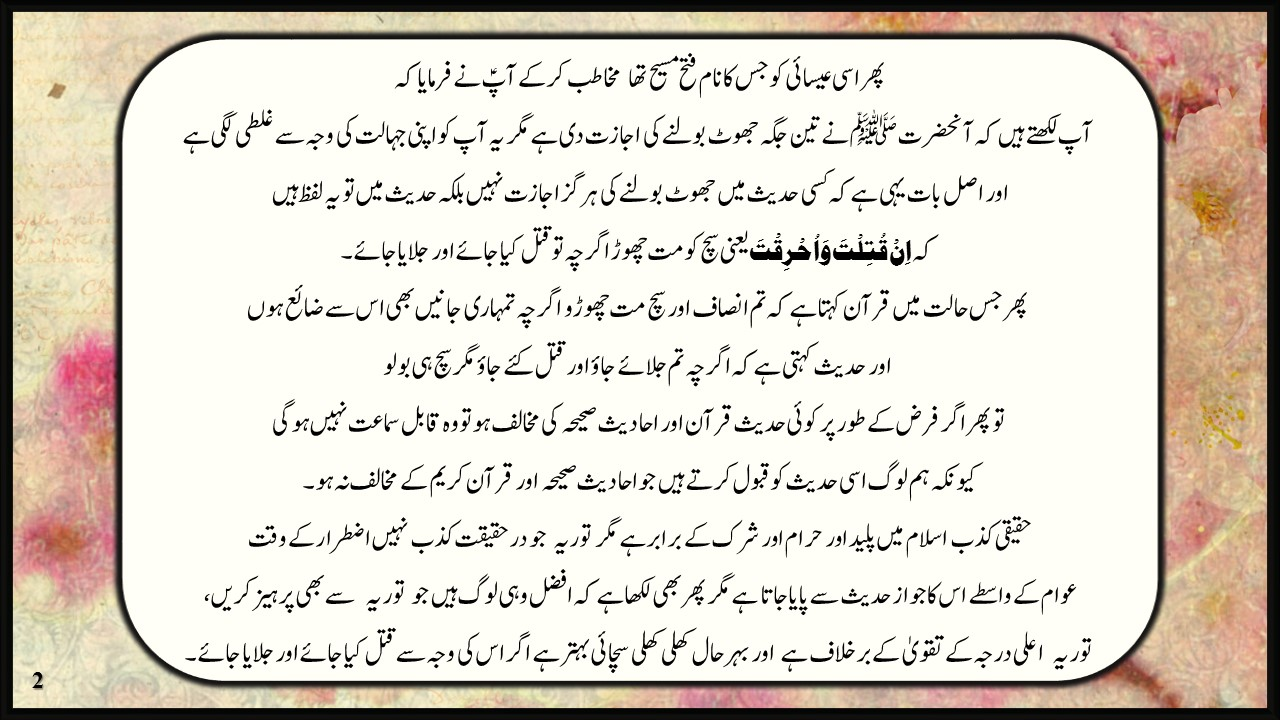 پھر اسی عیسائی کو جس کا نام فتح مسیح تھا مخاطب کرکے آپؑ نے فرمایا کہ
آپ لکھتے ہیں کہ آنحضرت ﷺ نے تین جگہ جھوٹ بولنے کی اجازت دی ہے مگر یہ آپ کو اپنی جہالت کی وجہ سے غلطی لگی ہے
اور اصل بات یہی ہے کہ کسی حدیث میں جھوٹ بولنے کی ہر گز اجازت نہیں بلکہ حدیث میں تو یہ لفظ ہیں
کہ اِنْ قُتِلْتَ وَاُحْرِقْتَ یعنی سچ کو مت چھوڑ اگرچہ تو قتل کیا جائے اور جلایا جائے۔
پھر جس حالت میں قرآن کہتا ہے کہ تم انصاف اور سچ مت چھوڑو اگرچہ تمہاری جانیں بھی اس سے ضائع ہوں
اور حدیث کہتی ہے کہ اگرچہ تم جلائے جاؤ اور قتل کئے جاؤ مگر سچ ہی بولو
تو پھر اگر فرض کے طور پر کوئی حدیث قرآن اور احادیث صحیحہ کی مخالف ہو تو وہ قابل سماعت نہیں ہوگی
کیونکہ ہم لوگ اسی حدیث کو قبول کرتے ہیں جو احادیث صحیحہ اور قرآن کریم کے مخالف نہ ہو۔
حقیقی کذب اسلام میں پلید اور حرام اور شرک کے برابر ہے مگر توریہ جو درحقیقت کذب نہیں اضطرار کے وقت
عوام کے واسطے اس کا جواز حدیث سے پایا جاتا ہے مگر پھر بھی لکھا ہے کہ افضل وہی لوگ ہیں جو توریہ سے بھی پرہیز کریں،
توریہ اعلی درجہ کے تقویٰ کے برخلاف ہے اور بہر حال کھلی کھلی سچائی بہتر ہے اگر اس کی وجہ سے قتل کیا جائے اور جلایا جائے۔
2